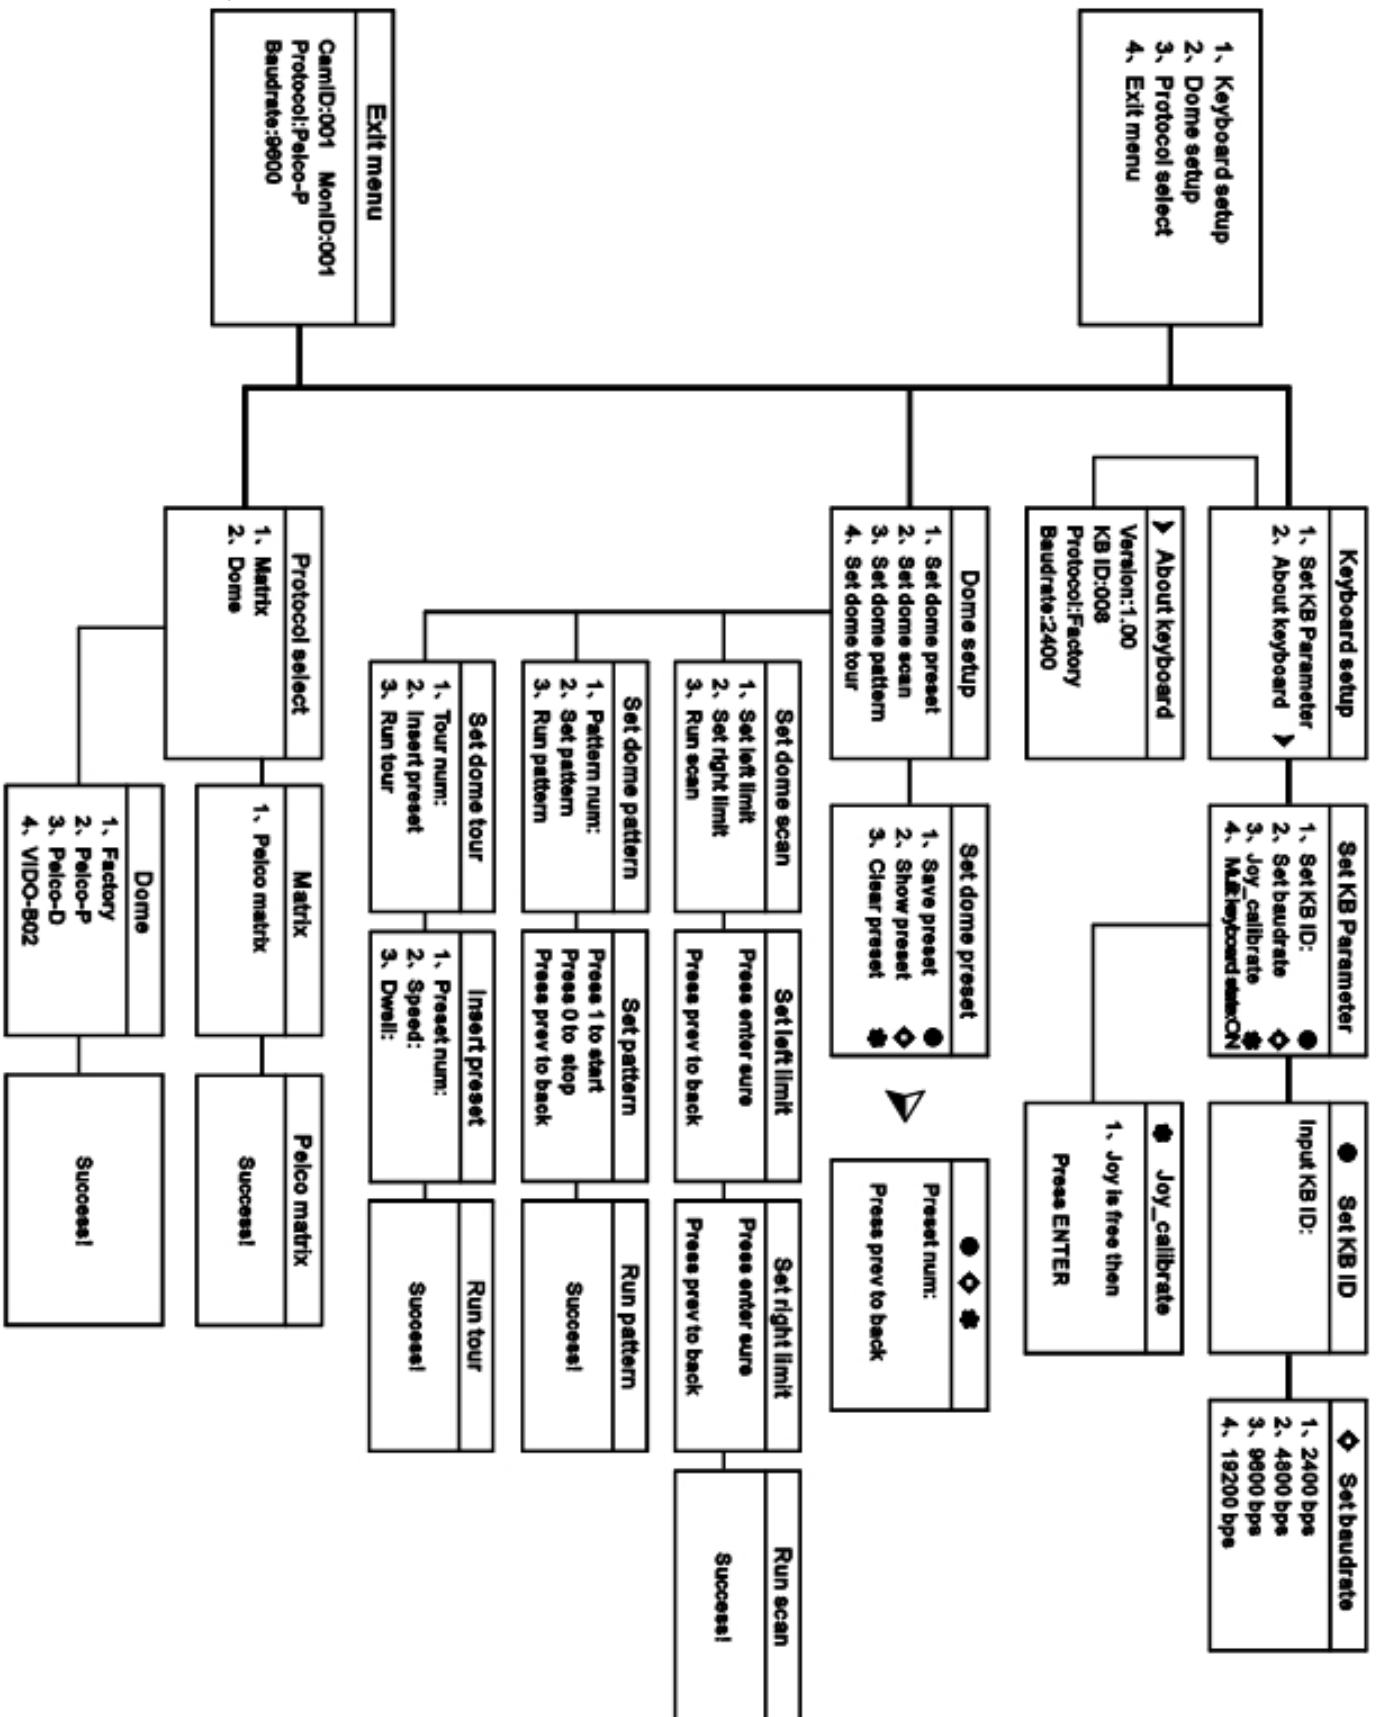 1、Keyboard setup
2、Dome setup
3、Protocol select
4、Exit menu
Keyboard setup
1、Set KB Parameter
2、About keyboard
Set KB Parameter
1、Set KB ID:
2、Set baudrate
3、Joy_calibrate
4、Multi keyboard state:ON
Set KB ID
Input KB ID:
Set baudrate
1、2400 bps
2、4800 bps
3、9600 bps
4、19200 bps
About keyboard
Version:1.00
KB ID:008
Protocol:Factory
Baudrate:2400
Joy_calibrate
1、Joy is free then
Press ENTER
Dome setup
1、Set dome preset
2、Set dome scan
3、Set dome pattern
4、Set dome tour
Set dome preset
1、Save preset
2、Show preset
3、Clear preset
Preset num:
Press prev to back
Set dome scan
1、Set left limit
2、Set right limit
3、Run scan
Set left limit
Press enter sure
Press prev to back
Set right limit
Press enter sure
Press prev to back
Run scan
Success!
Set dome pattern
1、Pattern num:
2、Set pattern
3、Run pattern
Set pattern
Press 1 to start
Press 0 to stop
Press prev to back
Run pattern
Success!
Set dome tour
1、Tour num:
2、Insert preset
3、Run tour
Insert preset
1、Preset num:
2、Speed:
3、Dwell:
Run tour
Success!
Exit menu
CamID:001 MonID:001
Protocol:Pelco-P
Baudrate:9600
Protocol select
1、Matrix
2、Dome
Matrix
1、Pelco matrix
Pelco matrix
Success!
Dome
1、Factory
2、Pelco-P
3、Pelco-D
4、VIDO-B02
Success!